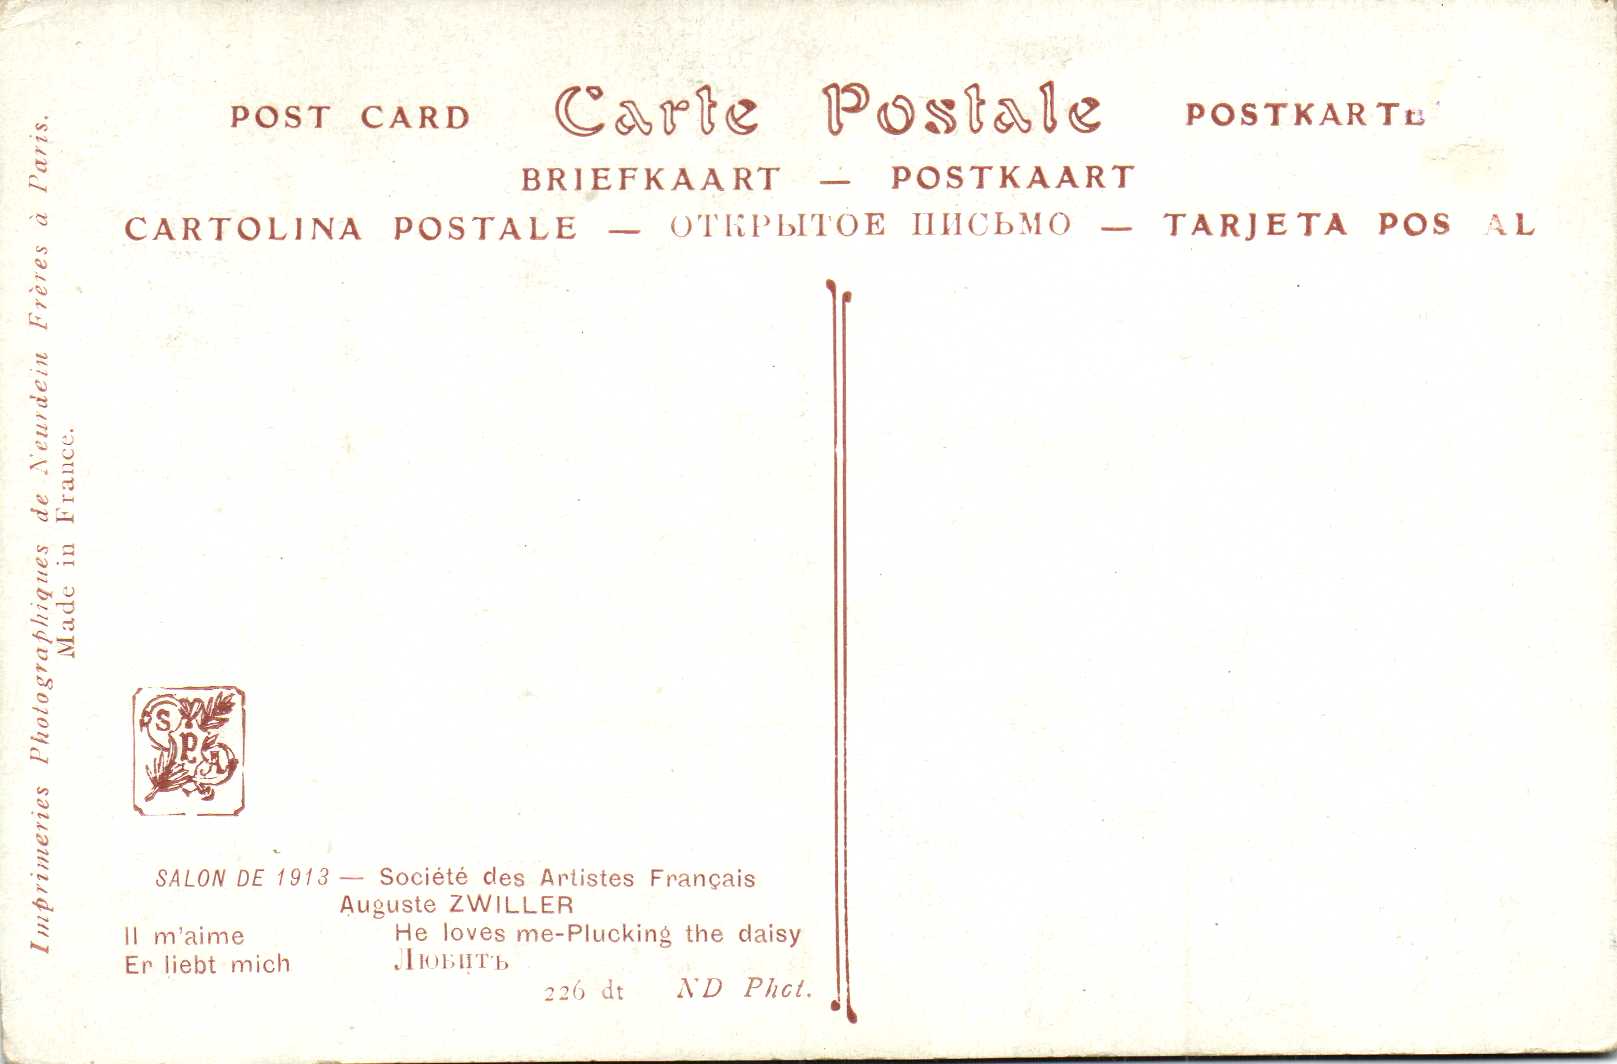 POST CARD Carte Postale POSTKARTE
BRIEFKAART — POSTKAART
CARTOLINA POSTALE — ОТКРЫТОЕ ПИСЬМО — TARJETA POS AL
Imprimeries Photographiques de Neurdein Frères à Paris.
Made in France.
S P A
SALON DE 1913 — Société des Artistes Français
Auguste ZWILLER
Il m'aime He loves me-Plucking the daisy
Er liebt mich Любитъ
226 dt ND Phot.